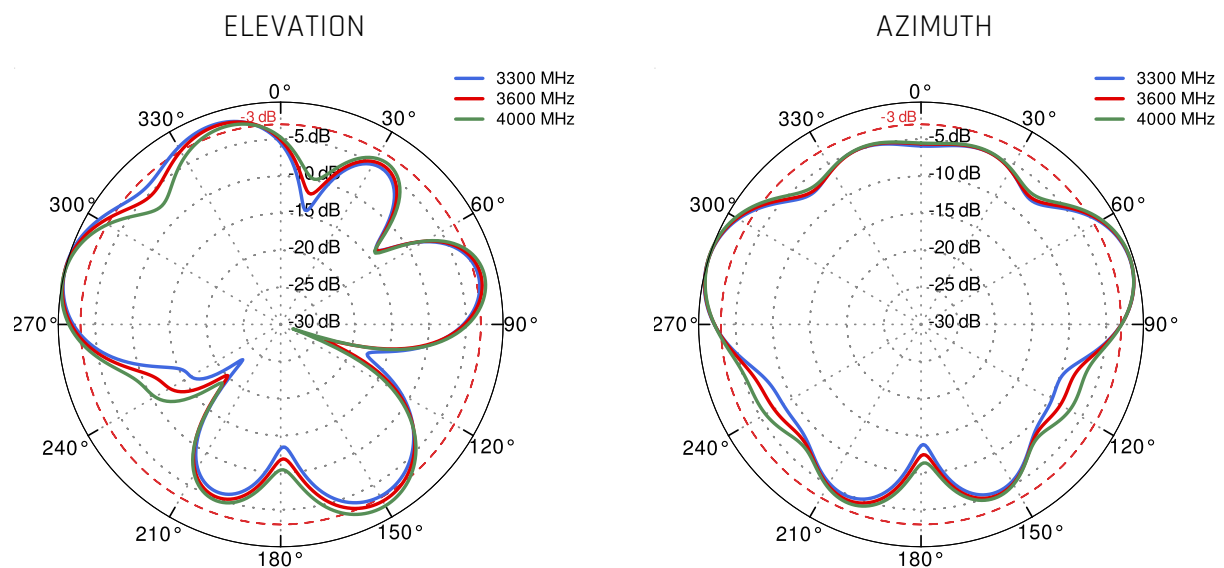 ELEVATION
3300 MHz
3600 MHz
4000 MHz
0°
30°
60°
90°
120°
150°
180°
210°
240°
270°
300°
330°
-3 dB
-5 dB
-10 dB
-15 dB
-20 dB
-25 dB
-30 dB
AZIMUTH
3300 MHz
3600 MHz
4000 MHz
0°
30°
60°
90°
120°
150°
180°
210°
240°
270°
300°
330°
-3 dB
-5 dB
-10 dB
-15 dB
-20 dB
-25 dB
-30 dB